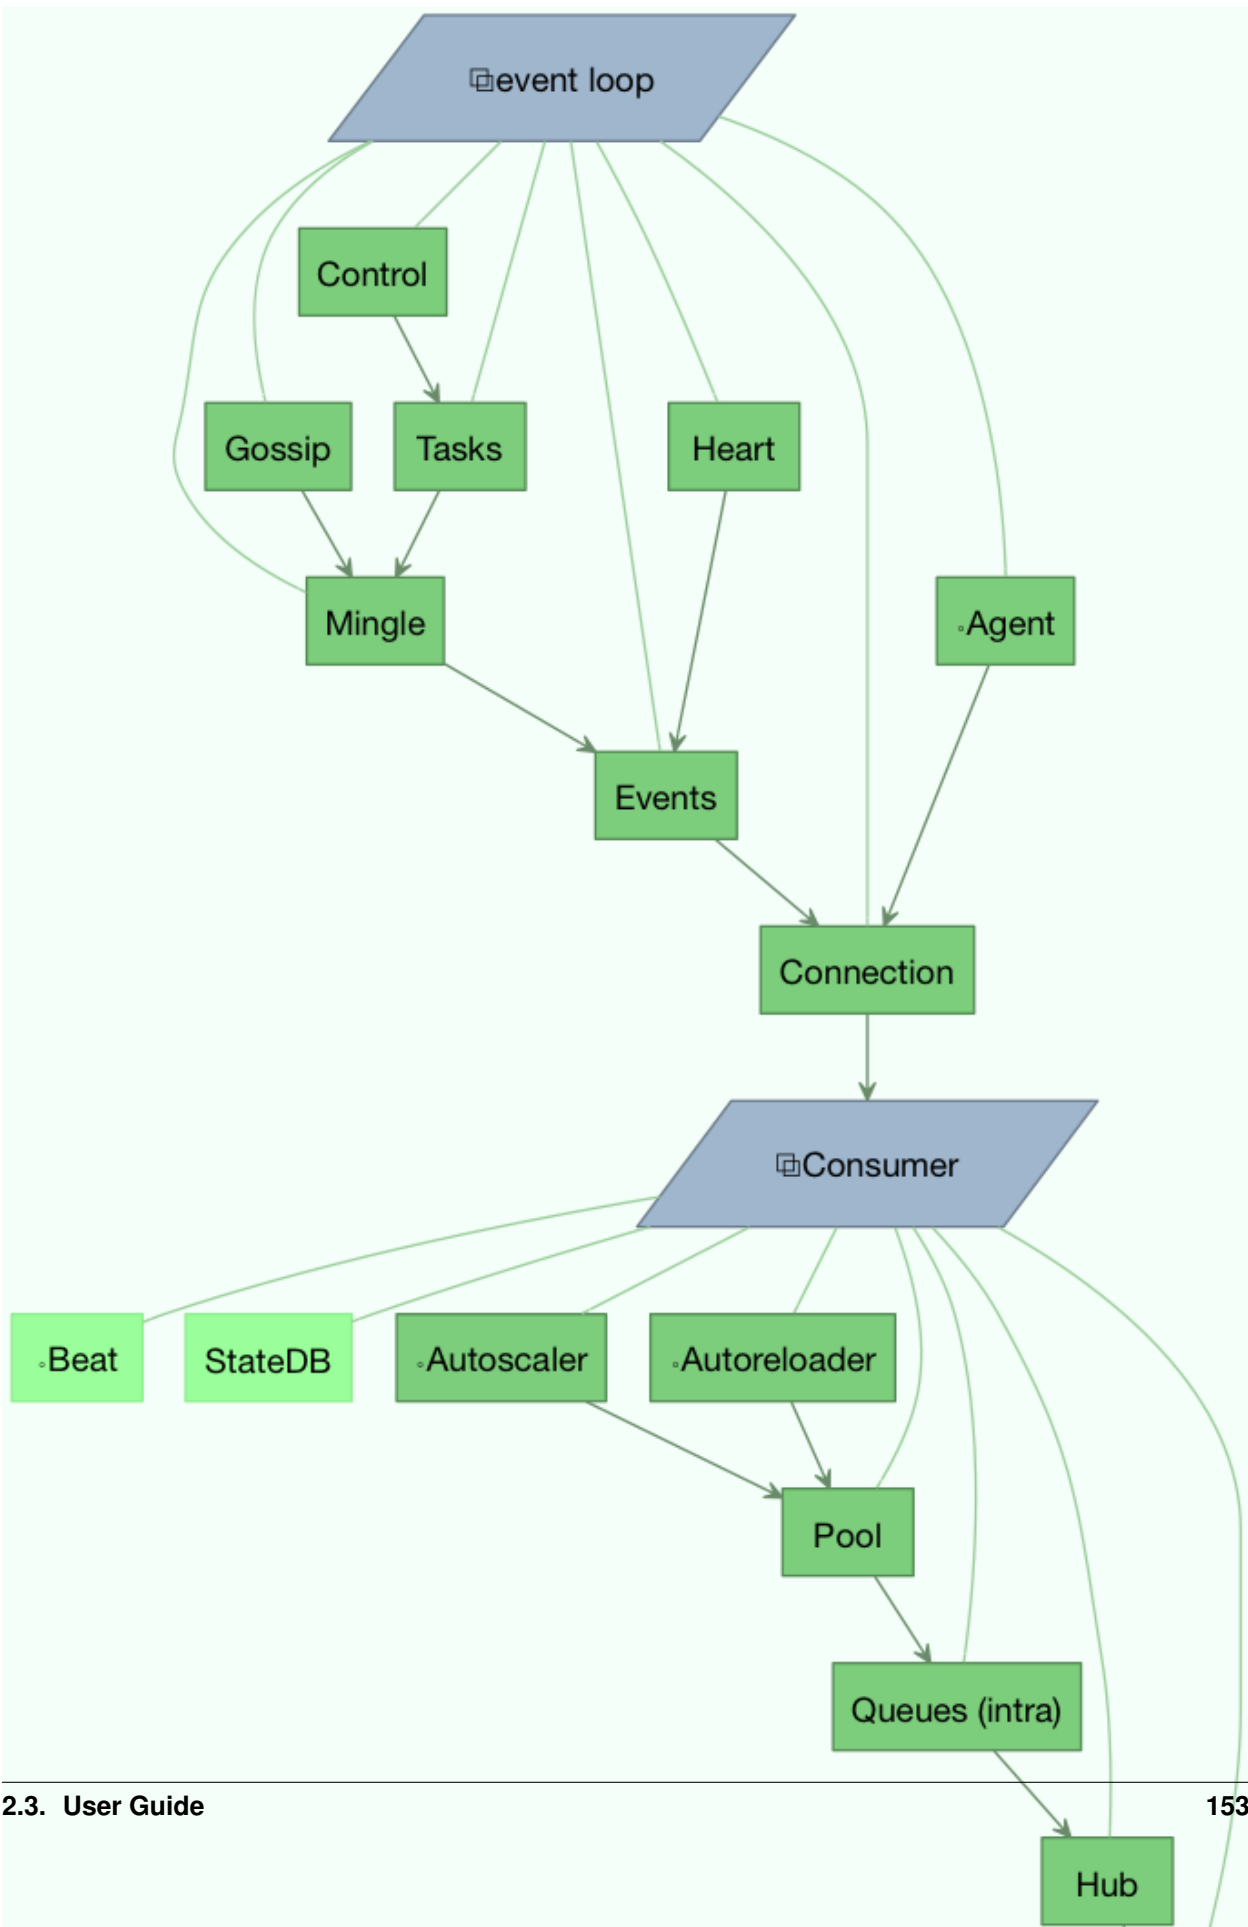 event loop
Control
Gossip
Tasks
Heart
Mingle
Agent
Events
Connection
Consumer
Beat
StateDB
Autoscaler
Autoreloader
Pool
Queues (intra)
2.3. User Guide 153
Hub